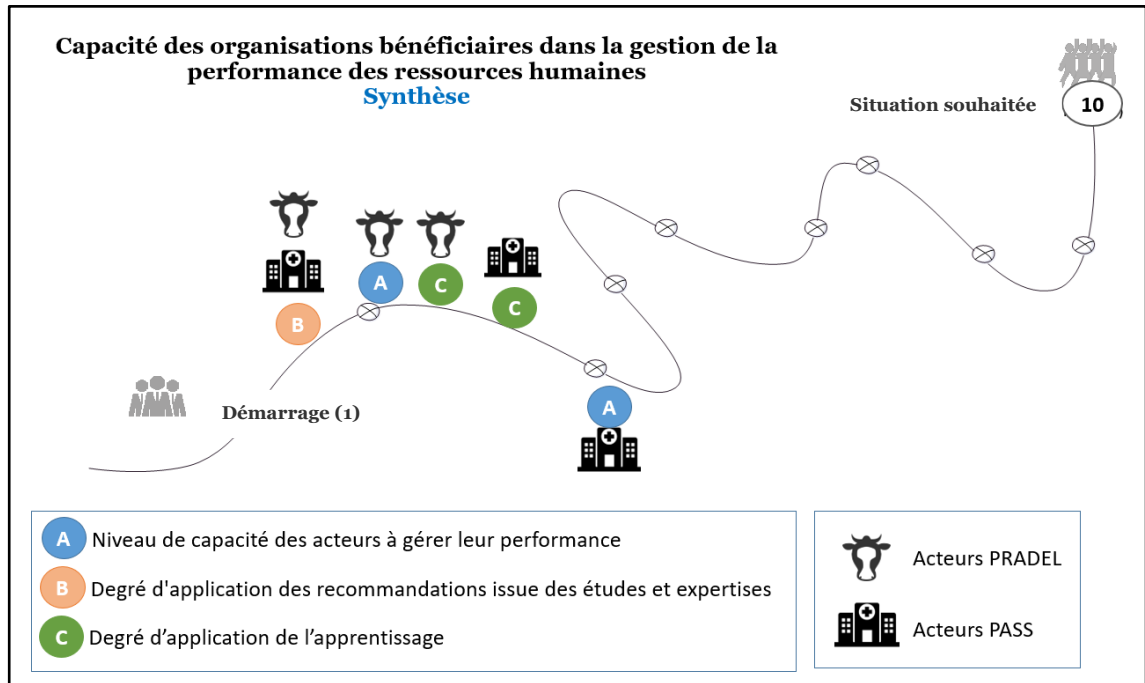 Capacité des organisations bénéficiaires dans la gestion de la
performance des ressources humaines
Synthèse
Situation souhaitée
10
B
A
C
C
A
Démarrage (1)
A Niveau de capacité des acteurs à gérer leur performance
B Degré d'application des recommandations issue des études et expertises
C Degré d’application de l’apprentissage
Acteurs PRADEL
Acteurs PASS